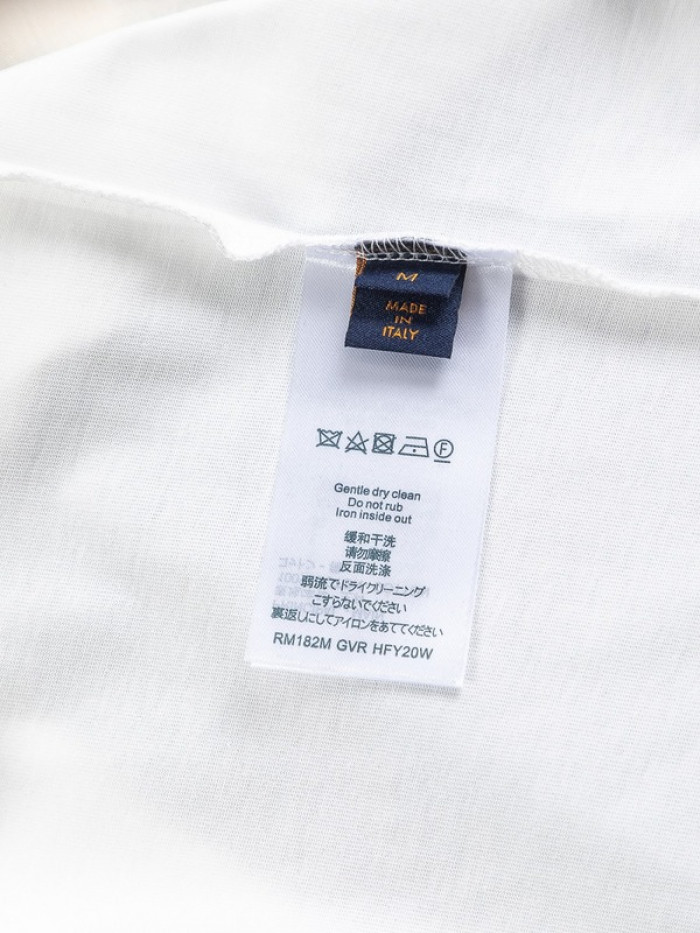 M
MADE
IN
ITALY
F
Gentle dry clean
Do not rub
Iron inside out
缓和干洗
请勿摩擦
反面洗涤
弱流でドライクリーニング
こすらないでください
裏返しにしてアイロンをあててください
RM182M GVR HFY20W